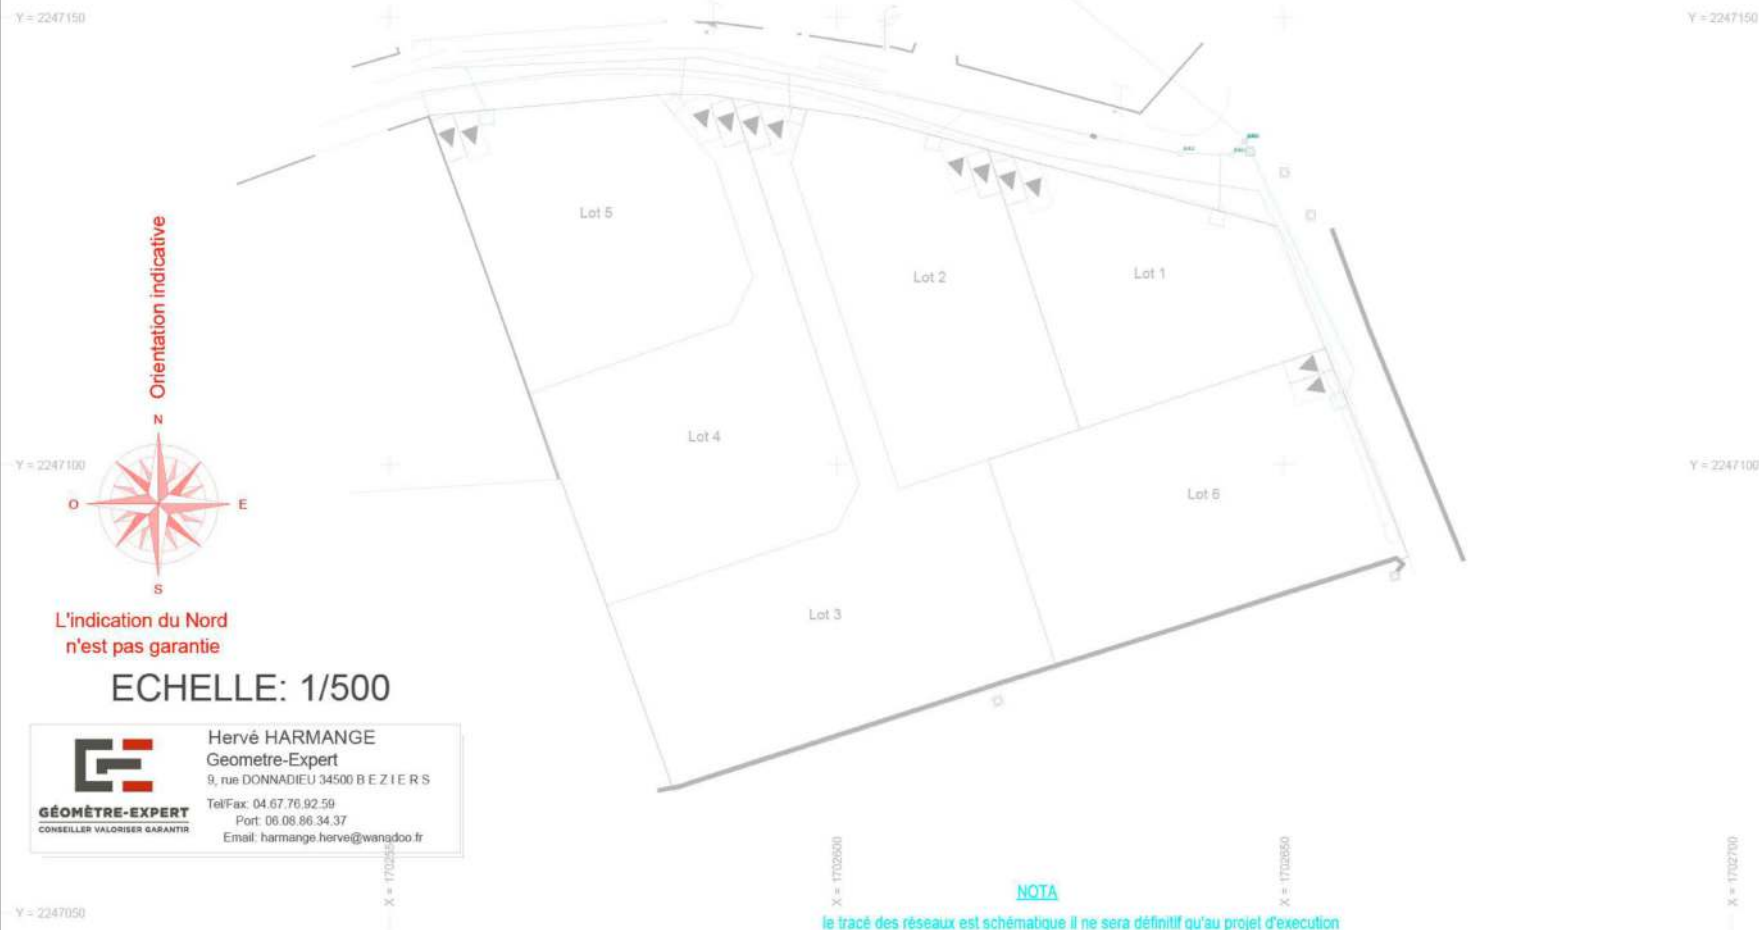 Y = 2247150
Y = 2247150
Lot 5
Lot 2
Lot 1
Orientation indicative
N
Lot 4
Y = 2247100
Y = 2247100
O
E
Lot 6
S
L'indication du Nord
n'est pas garantie
Lot 3
ECHELLE: 1/500
Hervé HARMANGE
Geometre-Expert
9, rue DONNADIEU 34500 B E Z I E R S
Tel/Fax: 04.67.76.92.59
Port: 06.08.86.34.37
Email: harmange.herve@wanadoo.fr
GÉOMÈTRE-EXPERT
CONSEILLER VALORISER GARANTIR
X = 1702550
X = 1702600
X = 1702650
X = 1702700
NOTA
Y = 2247050
le tracé des réseaux est schématique il ne sera définitif qu'au projet d'execution